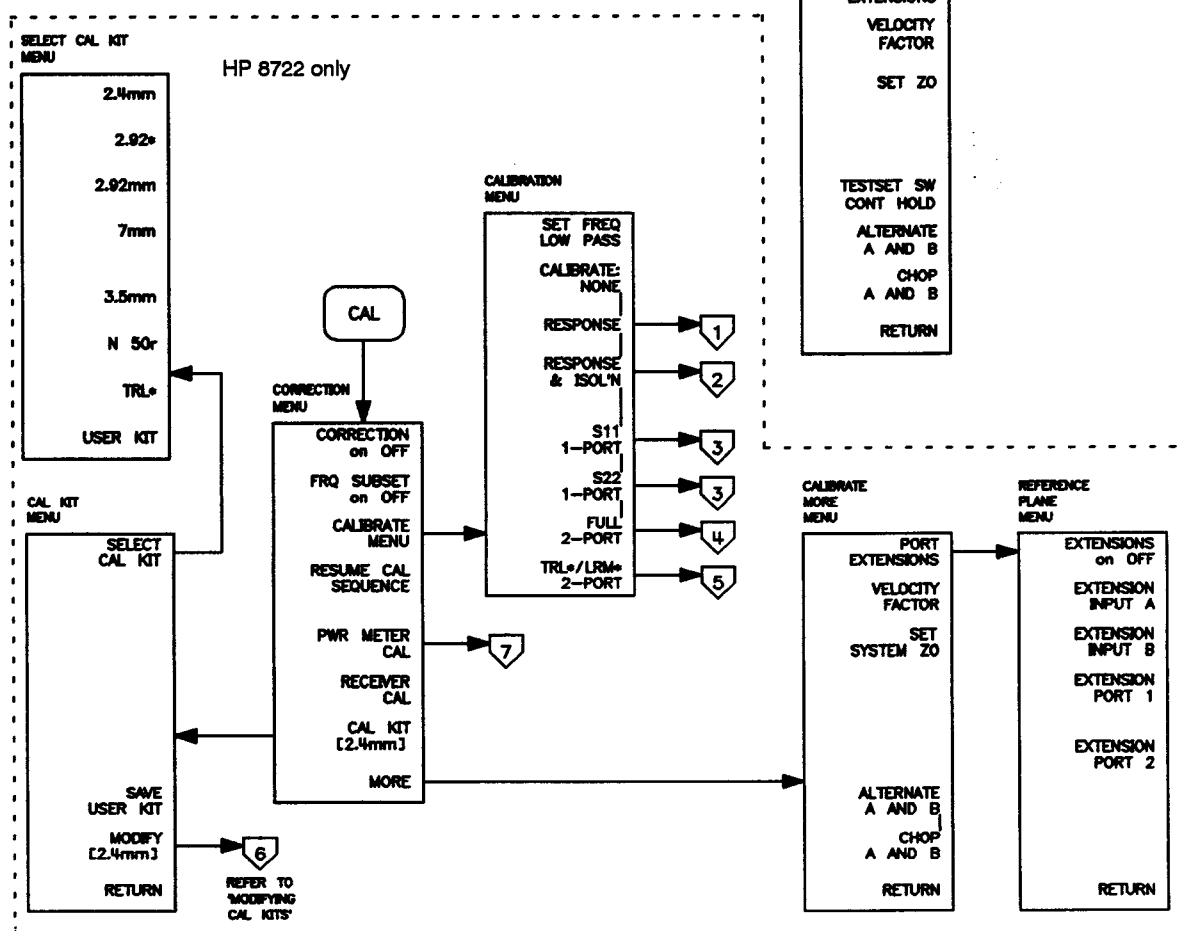 SELECT CAL KIT
MENU
HP 8722 only
2.4mm
2.92*
2.92mm
7mm
3.5mm
N 50r
TRL*
USER KIT
CAL KIT
MENU
SELECT
CAL KIT
SAVE
USER KIT
MODIFY
[2.4mm]
RETURN
6
REFER TO
'MODIFYING
CAL KITS'
CAL
CORRECTION
MENU
CORRECTION
on OFF
FRQ SUBSET
on OFF
CALIBRATE
MENU
RESUME CAL
SEQUENCE
PWR METER
CAL
7
RECEIVER
CAL
CAL KIT
[2.4mm]
MORE
CALIBRATION
MENU
SET FREQ
LOW PASS
CALIBRATE:
NONE
RESPONSE
1
RESPONSE
& ISOL'N
2
S11
1-PORT
3
S22
1-PORT
3
FULL
2-PORT
4
TRL*/LRM*
2-PORT
5
EXTENSIONS
VELOCITY
FACTOR
SET ZO
TESTSET SW
CONT HOLD
ALTERNATE
A AND B
CHOP
A AND B
RETURN
CALIBRATE
MORE
MENU
PORT
EXTENSIONS
VELOCITY
FACTOR
SET
SYSTEM ZO
ALTERNATE
A AND B
CHOP
A AND B
RETURN
REFERENCE
PLANE
MENU
EXTENSIONS
on OFF
EXTENSION
INPUT A
EXTENSION
INPUT B
EXTENSION
PORT 1
EXTENSION
PORT 2
RETURN